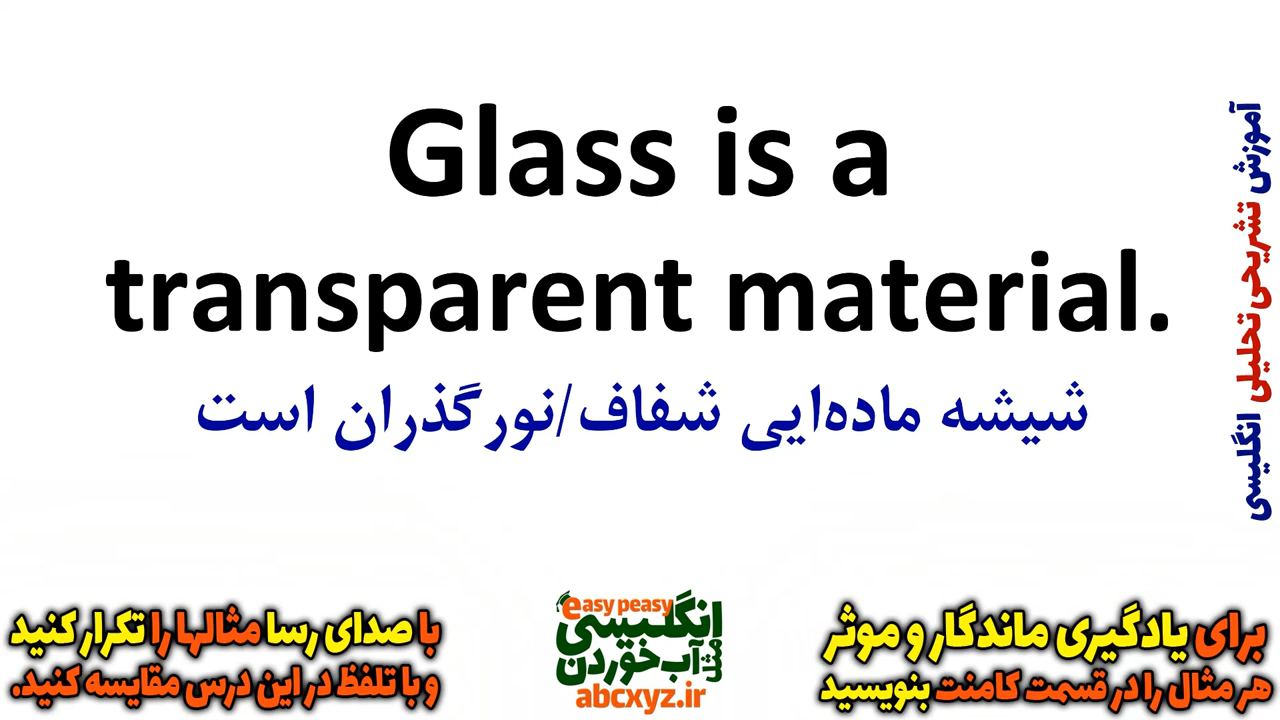 Glass is a
transparent material.
شیشه ماده‌ایی شفاف/نورگذران است
آموزش تشریحی تحلیلی انگلیسی
برای یادگیری ماندگار و موثر
هر مثال را در قسمت کامنت بنویسید
easy peasy
انگلیسی
مثل
آب خوردن
abcxyz.ir
با صدای رسا مثالها را تکرار کنید
و با تلفظ در این درس مقایسه کنید.